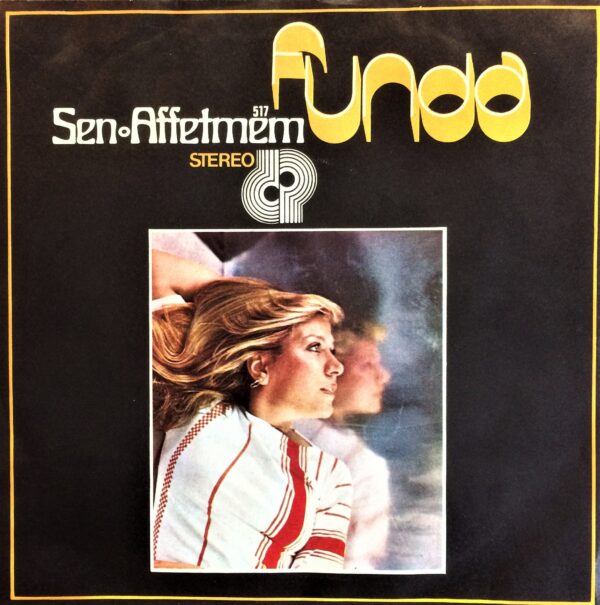 Funda
517
Sen•Affetmem
STEREO